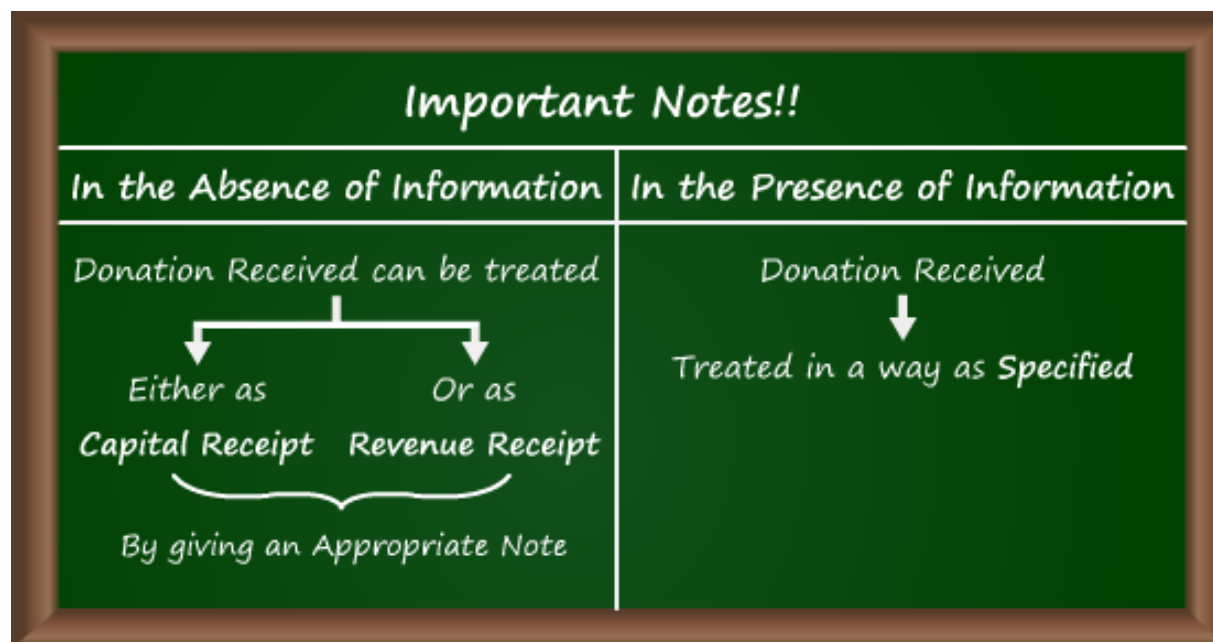 Important Notes!!
In the Absence of Information
In the Presence of Information
Donation Received can be treated
Either as
Or as
Capital Receipt
Revenue Receipt
By giving an Appropriate Note
Donation Received
Treated in a way as Specified